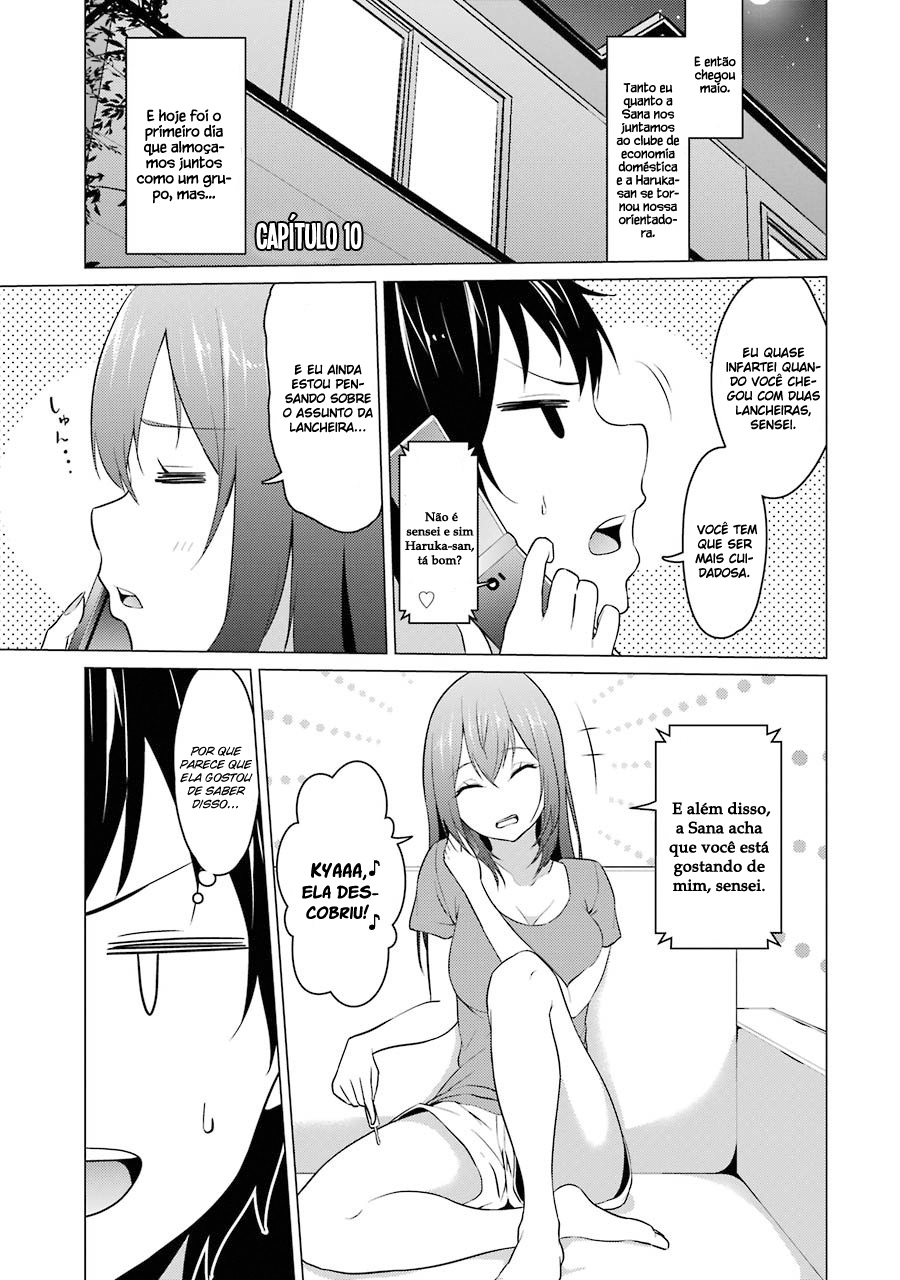 E então
chegou
maio.
Tanto eu
quanto a
Sana nos
juntamos
ao clube de
economia
doméstica
e a Haruka-
san se tor-
nou nossa
orientado-
ra.
E hoje foi o
primeiro dia
que almoça-
mos juntos
como um gru-
po, mas...
CAPÍTULO 10
EU QUASE
INFARTEI QUAN-
DO VOCÊ CHE-
GOU COM DUAS
LANCHEIRAS,
SENSEI.
VOCÊ TEM
QUE SER
MAIS CUI-
DADOSA.
Não é
sensei e sim
Haruka-san,
tá bom?
♡
E EU AINDA
ESTOU PEN-
SANDO SOBRE
O ASSUNTO DA
LANCHEIRA...
しゅん・・・
E além disso,
a Sana acha
que você está
gostando de
mim, sensei.
KYAAA,♪
ELA DES-
COBRIU!♪
POR QUE
PARECE QUE
ELA GOSTOU
DE SABER
DISSO...